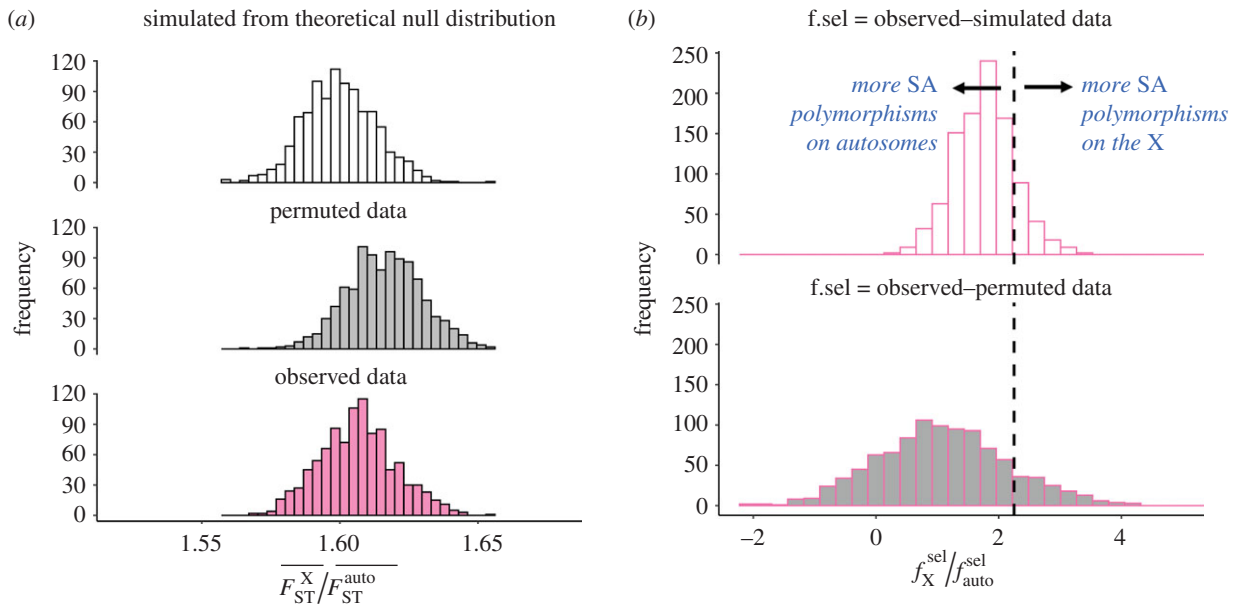 (a)
simulated from theoretical null distribution
120
90
60
30
0
permuted data
120
90
60
30
0
observed data
120
90
60
30
0
frequency
1.55 1.60 1.65
F_ST^X/F_ST^auto
(b)
f.sel = observed–simulated data
250
200
150
100
50
0
more SA
polymorphisms
on autosomes
more SA
polymorphisms
on the X
f.sel = observed–permuted data
250
200
150
100
50
0
frequency
–2 0 2 4
f_X^sel/f_auto^sel